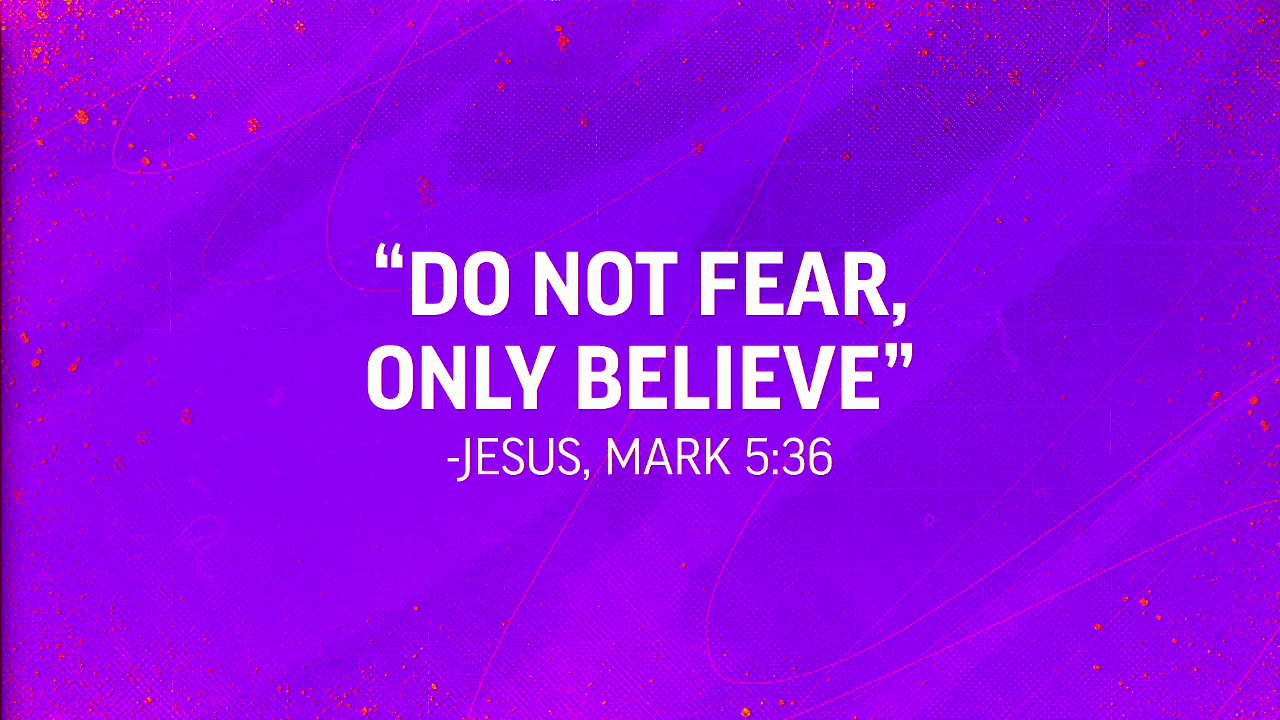 “DO NOT FEAR,
ONLY BELIEVE”
-JESUS, MARK 5:36